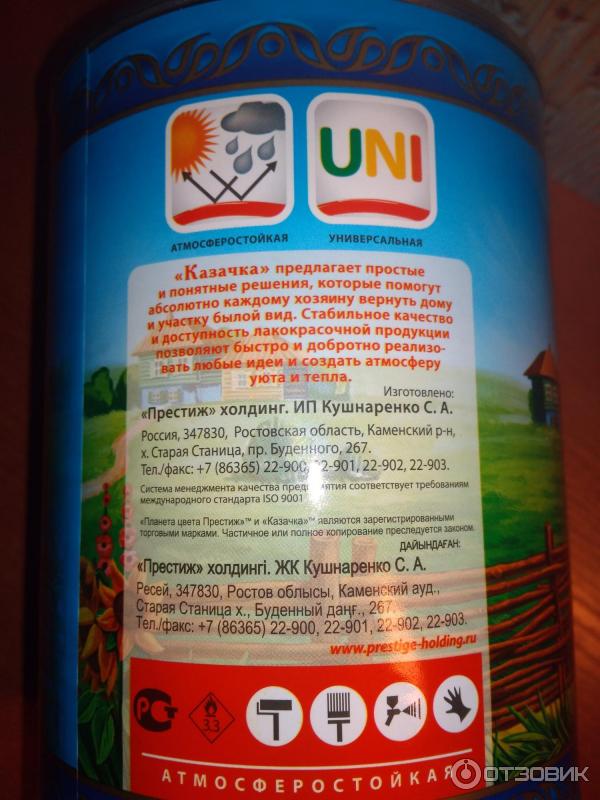 UNI
АТМОСФЕРОСТОЙКАЯ
УНИВЕРСАЛЬНАЯ
«Казачка» предлагает простые
и понятные решения, которые помогут
абсолютно каждому хозяину вернуть дому
и участку былой вид. Стабильное качество
и доступность лакокрасочной продукции
позволяют быстро и добротно реализо-
вать любые идеи и создать атмосферу
уюта и тепла.
Изготовлено:
«Престиж» холдинг. ИП Кушнаренко С. А.
Россия, 347830, Ростовская область, Каменский р-н,
х. Старая Станица, пр. Буденного, 267.
Тел./факс: +7 (86365) 22-900, 22-901, 22-902, 22-903.
Система менеджмента качества предприятия соответствует требованиям
международного стандарта ISO 9001
«Планета цвета Престиж»™ и «Казачка»™ являются зарегистрированными
торговыми марками. Частичное или полное копирование преследуется законом.
ДАЙЫНДАҒАН:
«Престиж» холдингі. ЖК Кушнаренко С. А.
Ресей, 347830, Ростов облысы, Каменский ауд.,
Старая Станица х., Буденный даңғ., 267.
Тел./факс: +7 (86365) 22-900, 22-901, 22-902, 22-903.
www.prestige-holding.ru
РСТ
3.3
АТМОСФЕРОСТОЙКАЯ
ОТЗОВИК